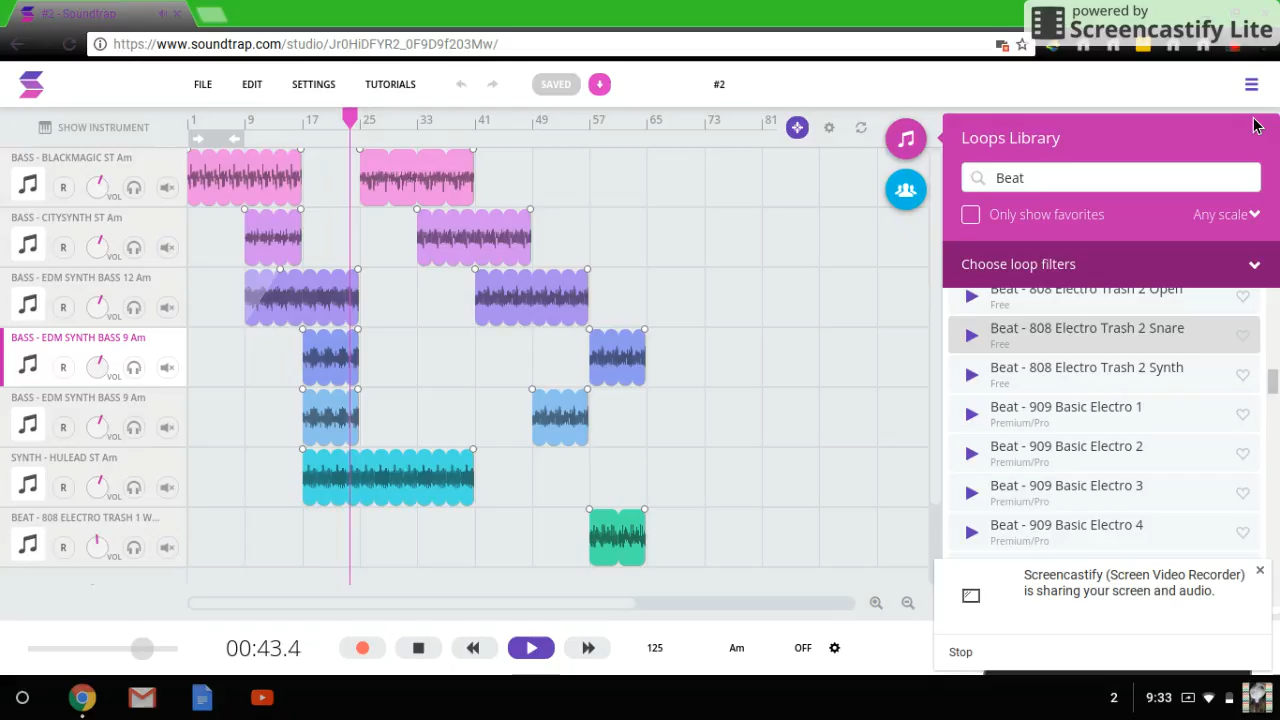 #2 - Soundtrap
powered by
Screencastify Lite
https://www.soundtrap.com/studio/Jr0HiDFYR2_0F9D9f203Mw/
FILE EDIT SETTINGS TUTORIALS SAVED #2
SHOW INSTRUMENT
1 9 17 25 33 41 49 57 65 73 81
BASS - BLACKMAGIC ST Am
R VOL
BASS - CITYSYNTH ST Am
R VOL
BASS - EDM SYNTH BASS 12 Am
R VOL
BASS - EDM SYNTH BASS 9 Am
R VOL
BASS - EDM SYNTH BASS 9 Am
R VOL
SYNTH - HULEAD ST Am
R VOL
BEAT - 808 ELECTRO TRASH 1 W...
R VOL
Loops Library
Beat
Only show favorites Any scale
Choose loop filters
Beat - 808 Electro Trash 2 Open
Free
Beat - 808 Electro Trash 2 Snare
Free
Beat - 808 Electro Trash 2 Synth
Free
Beat - 909 Basic Electro 1
Premium/Pro
Beat - 909 Basic Electro 2
Premium/Pro
Beat - 909 Basic Electro 3
Premium/Pro
Beat - 909 Basic Electro 4
Premium/Pro
Screencastify (Screen Video Recorder)
is sharing your screen and audio.
Stop
00:43.4 125 Am OFF
2 9:33